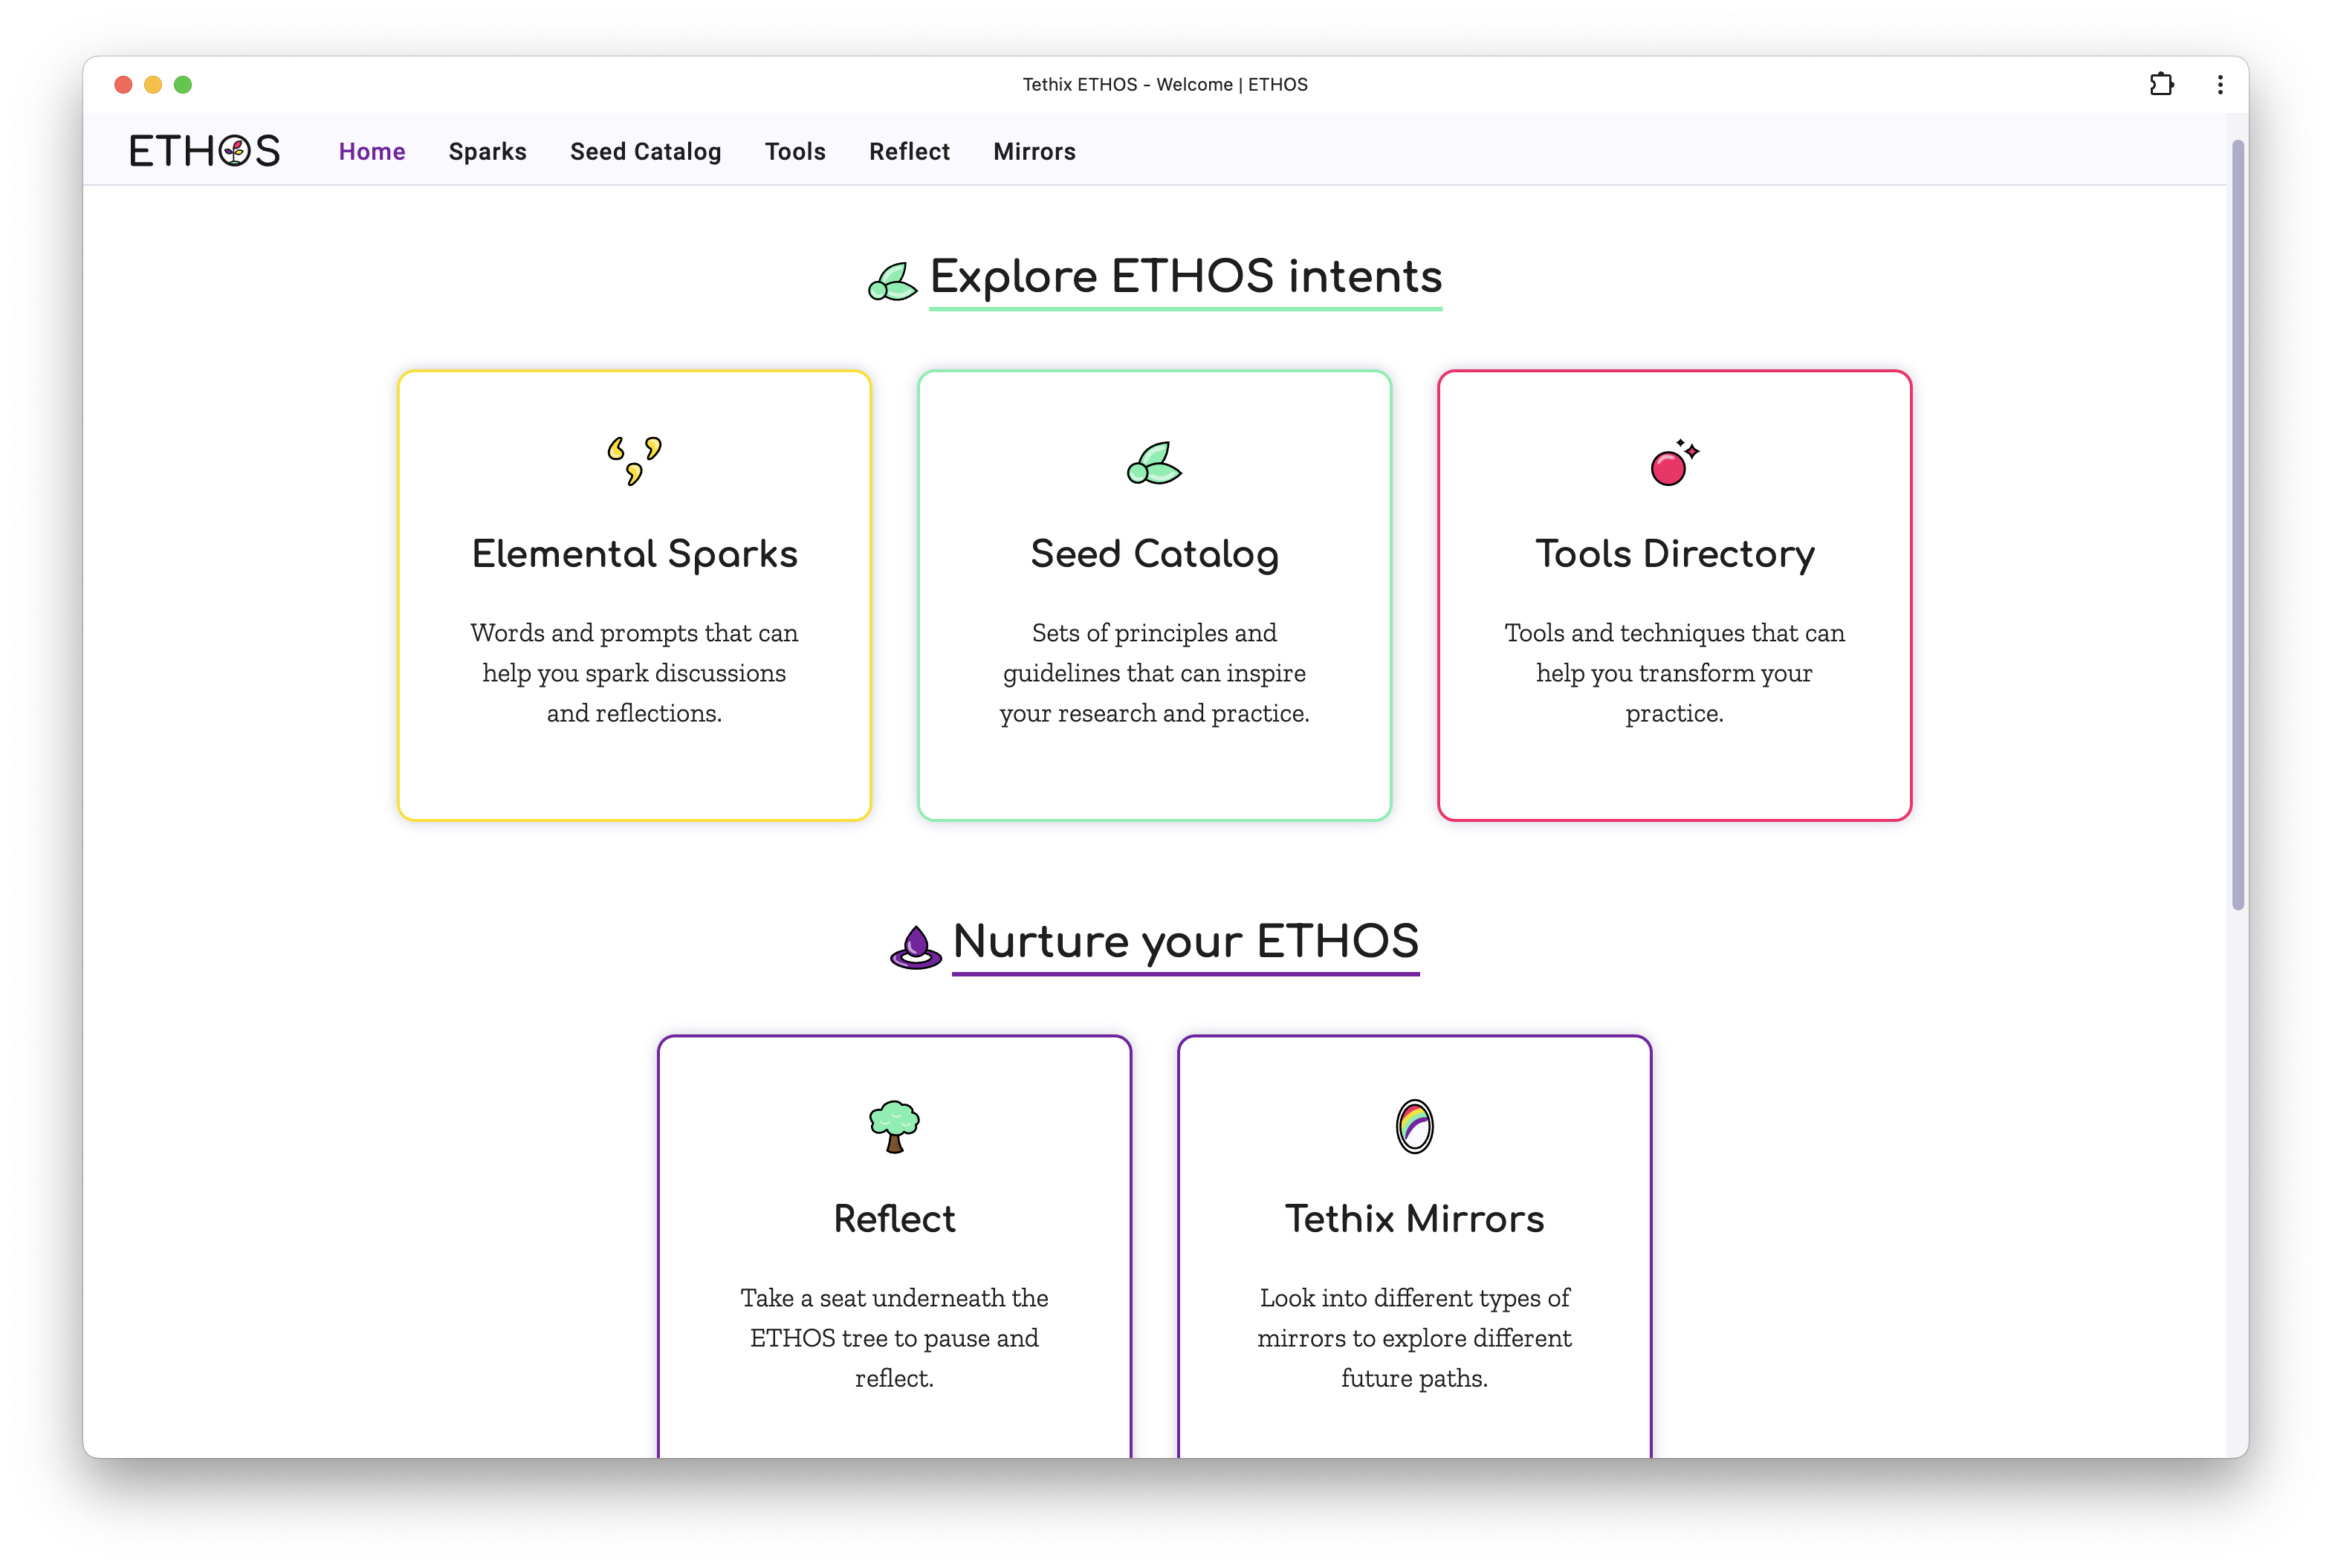 Tethix ETHOS - Welcome | ETHOS
ETHOS
Home
Sparks
Seed Catalog
Tools
Reflect
Mirrors
Explore ETHOS intents
Elemental Sparks
Words and prompts that can
help you spark discussions
and reflections.
Seed Catalog
Sets of principles and
guidelines that can inspire
your research and practice.
Tools Directory
Tools and techniques that can
help you transform your
practice.
Nurture your ETHOS
Reflect
Take a seat underneath the
ETHOS tree to pause and
reflect.
Tethix Mirrors
Look into different types of
mirrors to explore different
future paths.